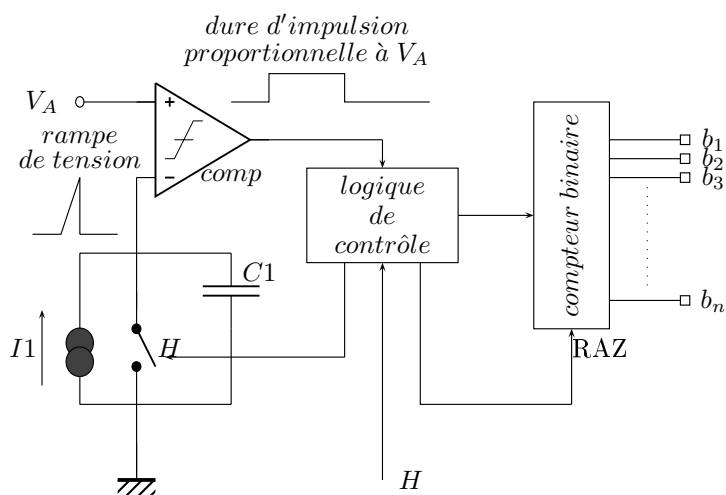 dure d'impulsion
proportionnelle à V_A
V_A
+
rampe
de tension
comp
−
logique
de
contrôle
compteur binaire
b_1
b_2
b_3
b_n
C1
I1
H
RAZ
H